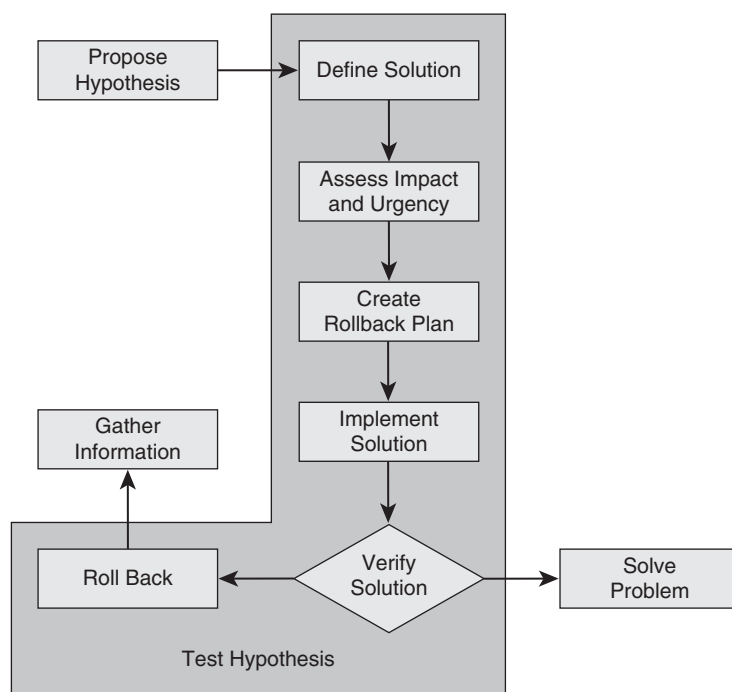 Propose
Hypothesis
Define Solution
Assess Impact
and Urgency
Create
Rollback Plan
Implement
Solution
Gather
Information
Verify
Solution
Roll Back
Solve
Problem
Test Hypothesis